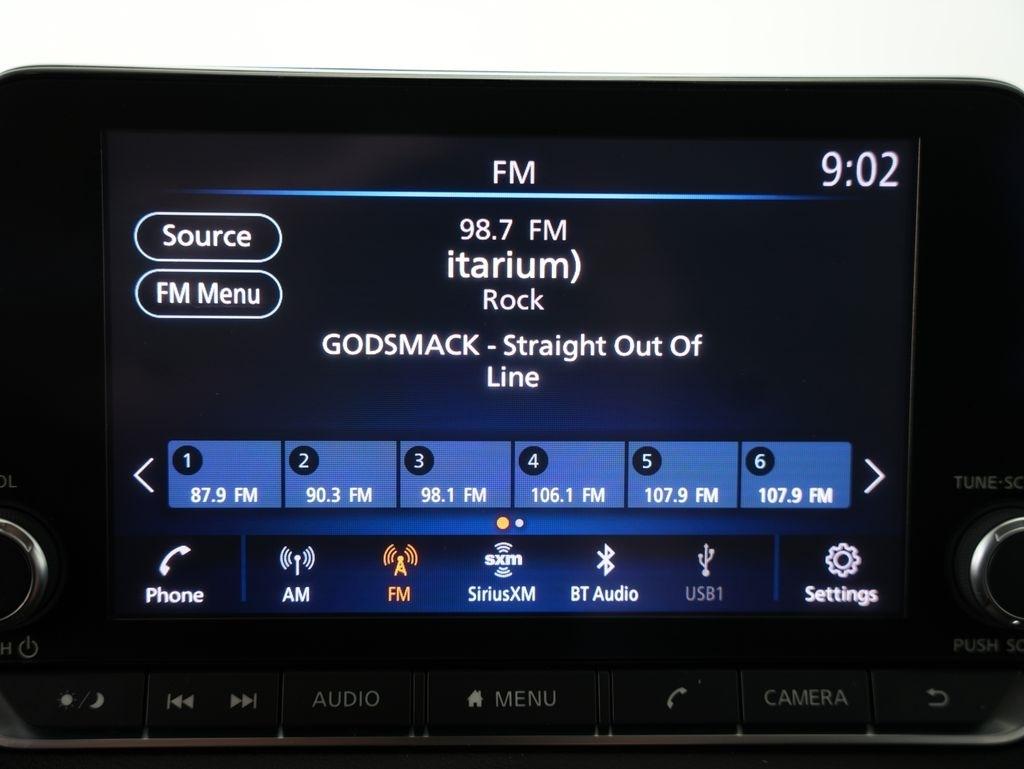 FM
9:02
Source
98.7 FM
itarium)
FM Menu
Rock
GODSMACK - Straight Out Of
Line
1
2
3
4
5
6
87.9 FM
90.3 FM
98.1 FM
106.1 FM
107.9 FM
107.9 FM
OL
TUNE·SC
Phone
AM
FM
sxm
SiriusXM
BT Audio
USB1
Settings
H
PUSH SO
AUDIO
MENU
CAMERA